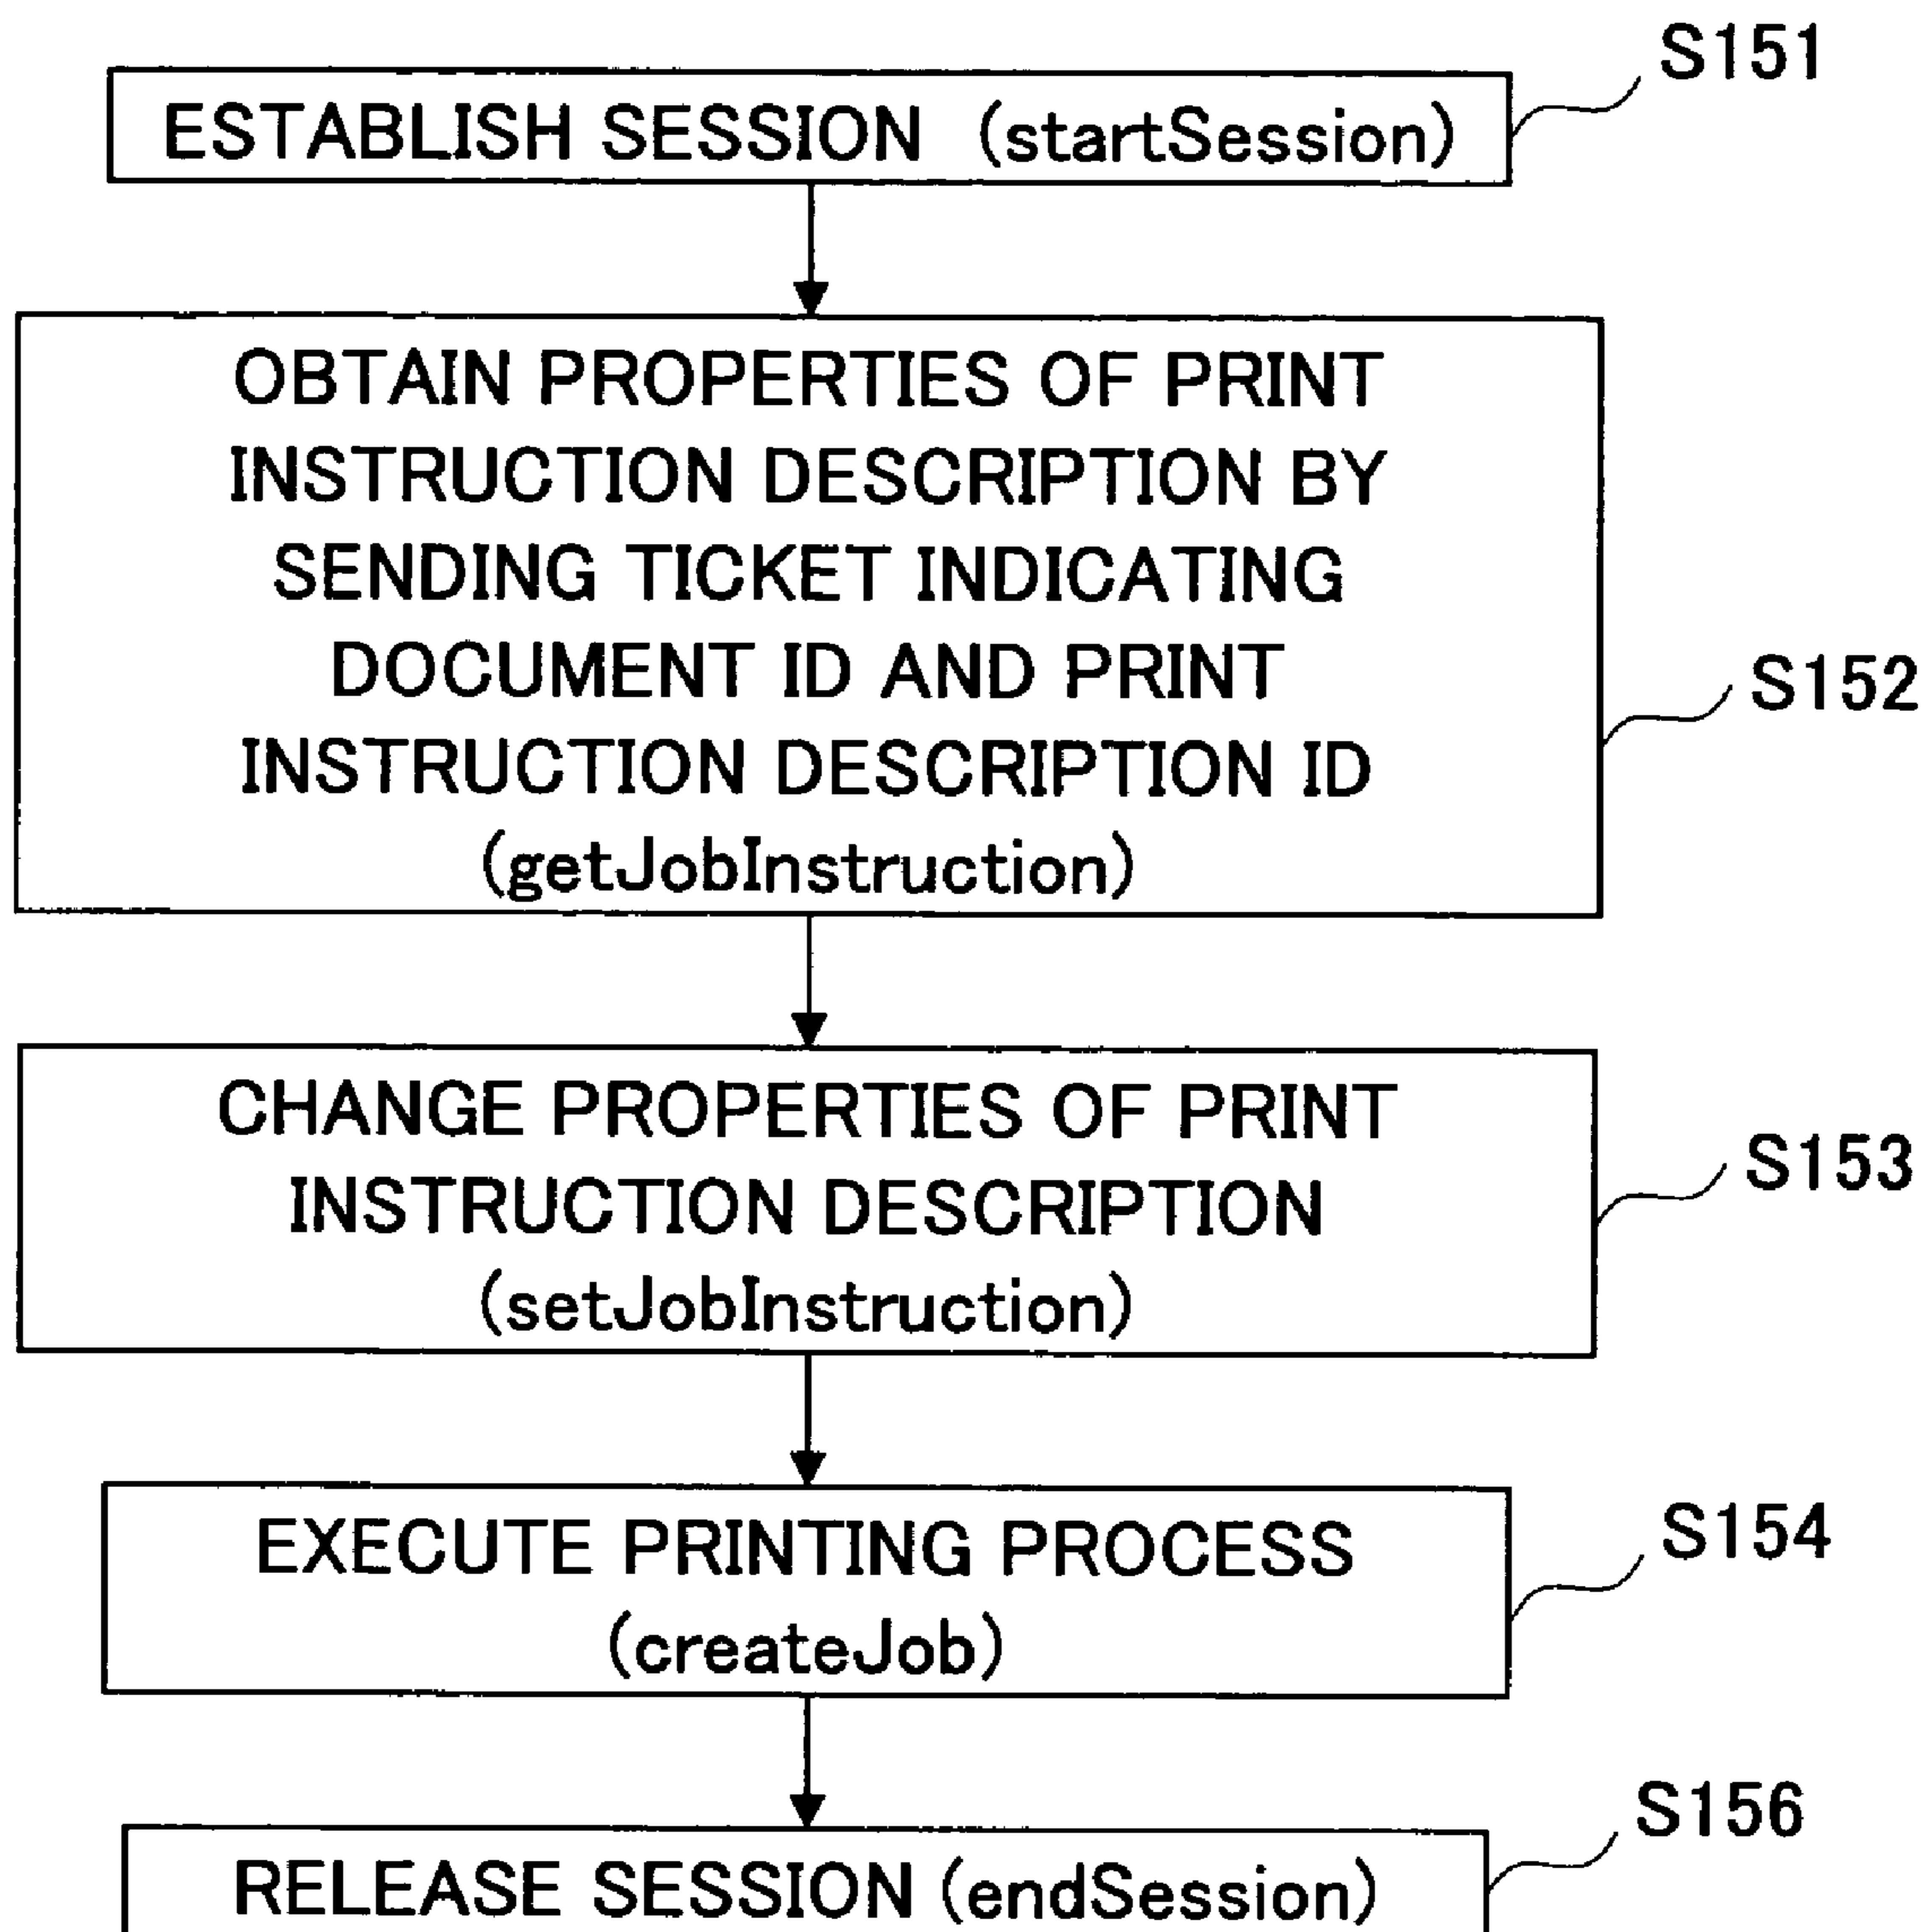 S151
ESTABLISH SESSION (startSession)
OBTAIN PROPERTIES OF PRINT
INSTRUCTION DESCRIPTION BY
SENDING TICKET INDICATING
DOCUMENT ID AND PRINT
INSTRUCTION DESCRIPTION ID
(getJobInstruction)
S152
CHANGE PROPERTIES OF PRINT
INSTRUCTION DESCRIPTION
(setJobInstruction)
S153
EXECUTE PRINTING PROCESS
(createJob)
S154
S156
RELEASE SESSION (endSession)